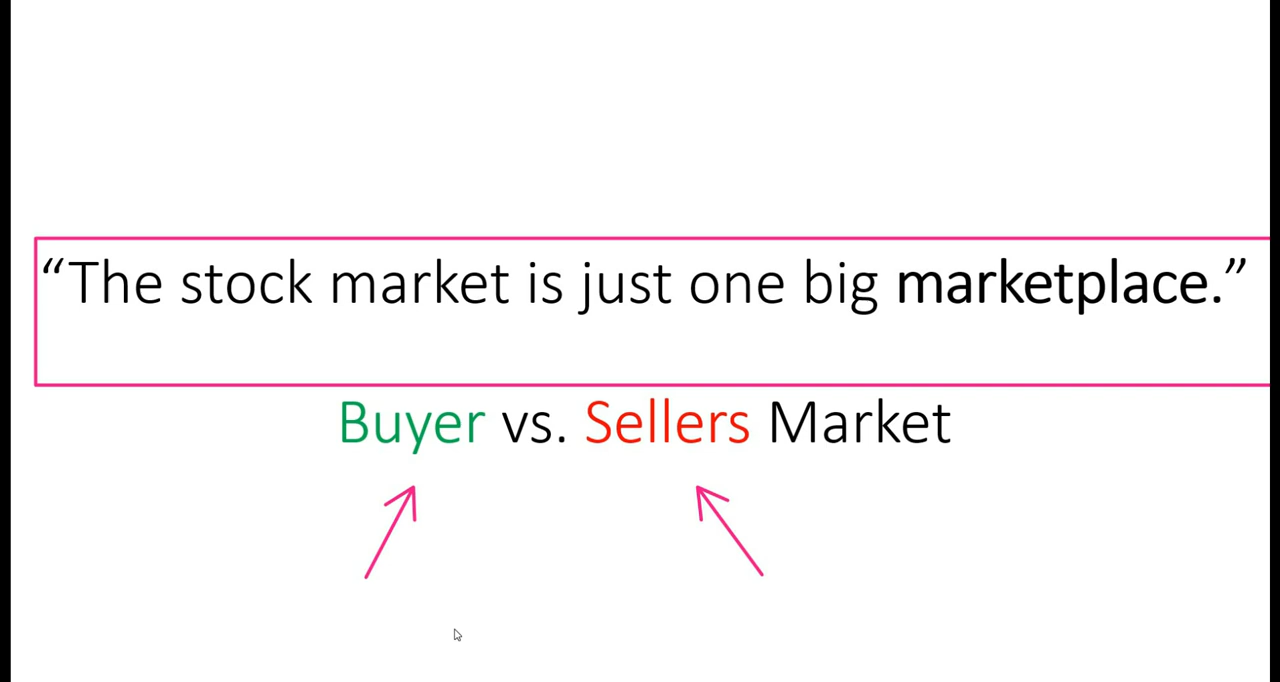 “The stock market is just one big marketplace.”
Buyer vs. Sellers Market